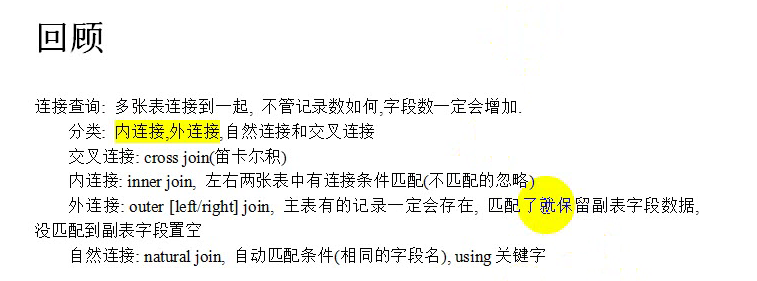 回顾
连接查询: 多张表连接到一起, 不管记录数如何,字段数一定会增加.
分类: 内连接,外连接,自然连接和交叉连接
交叉连接: cross join(笛卡尔积)
内连接: inner join, 左右两张表中有连接条件匹配(不匹配的忽略)
外连接: outer [left/right] join, 主表有的记录一定会存在, 匹配了就保留副表字段数据,
没匹配到副表字段置空
自然连接: natural join, 自动匹配条件(相同的字段名), using 关键字